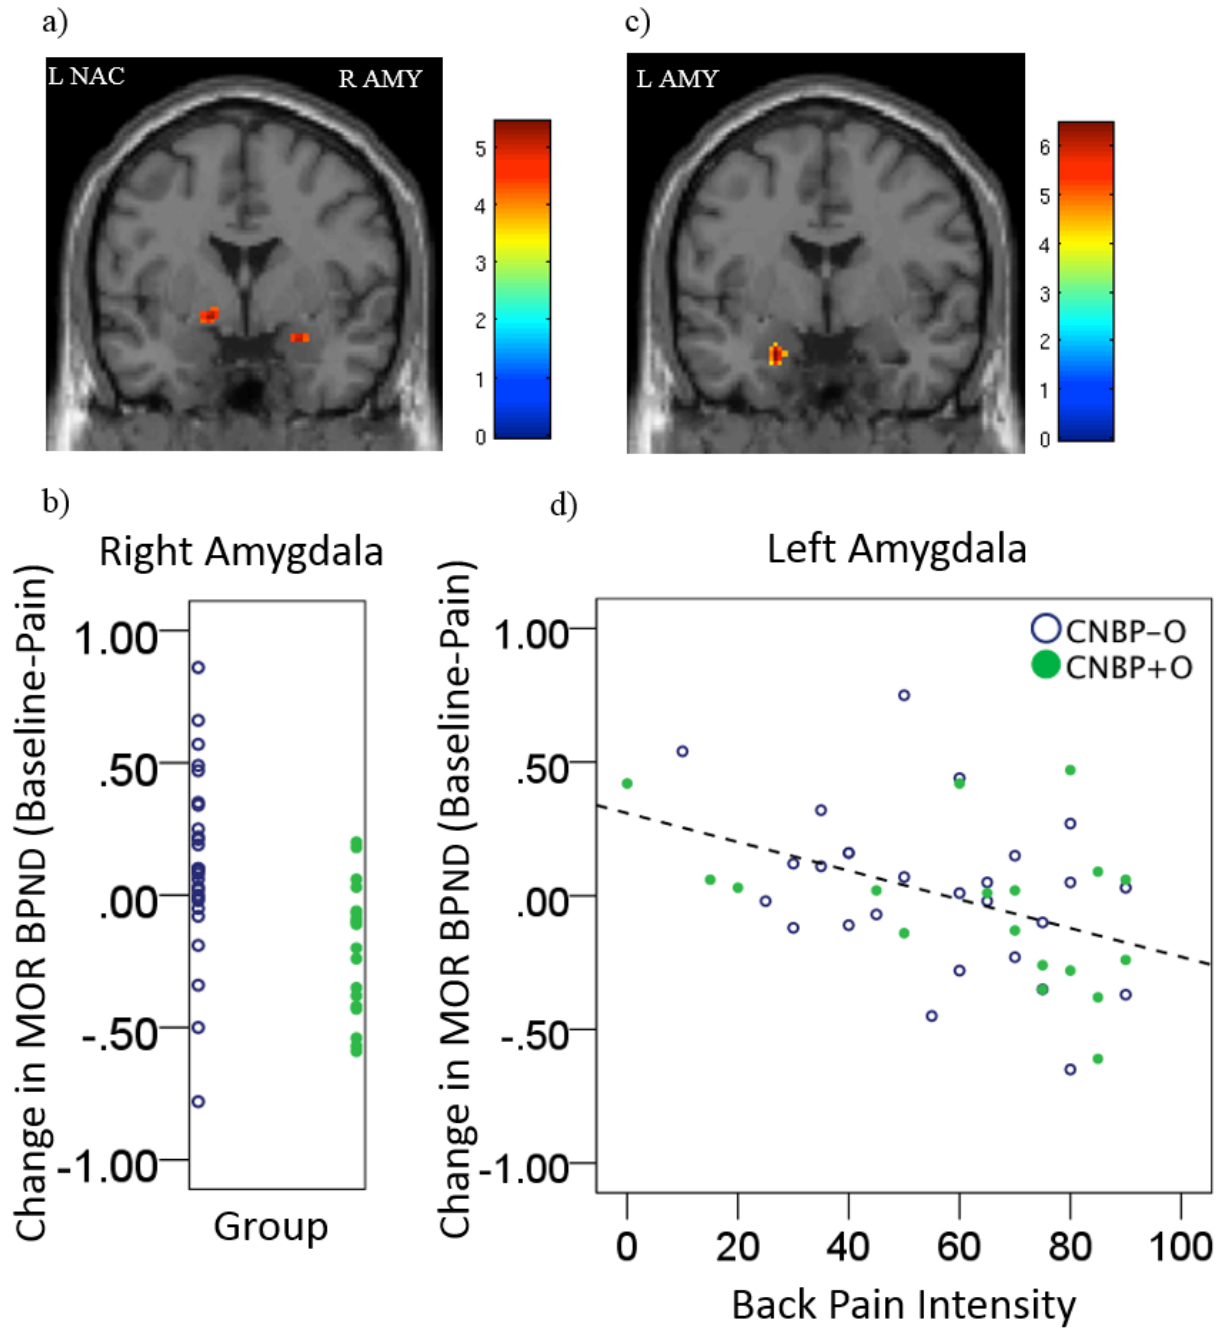 a)
L NAC
R AMY
5
4
3
2
1
0
c)
L AMY
6
5
4
3
2
1
0
b)
Right Amygdala
Change in MOR BPND (Baseline-Pain)
1.00
.50
.00
-.50
-1.00
Group
d)
Left Amygdala
Change in MOR BPND (Baseline-Pain)
1.00
.50
.00
-.50
-1.00
CNBP−O
CNBP+O
0 20 40 60 80 100
Back Pain Intensity